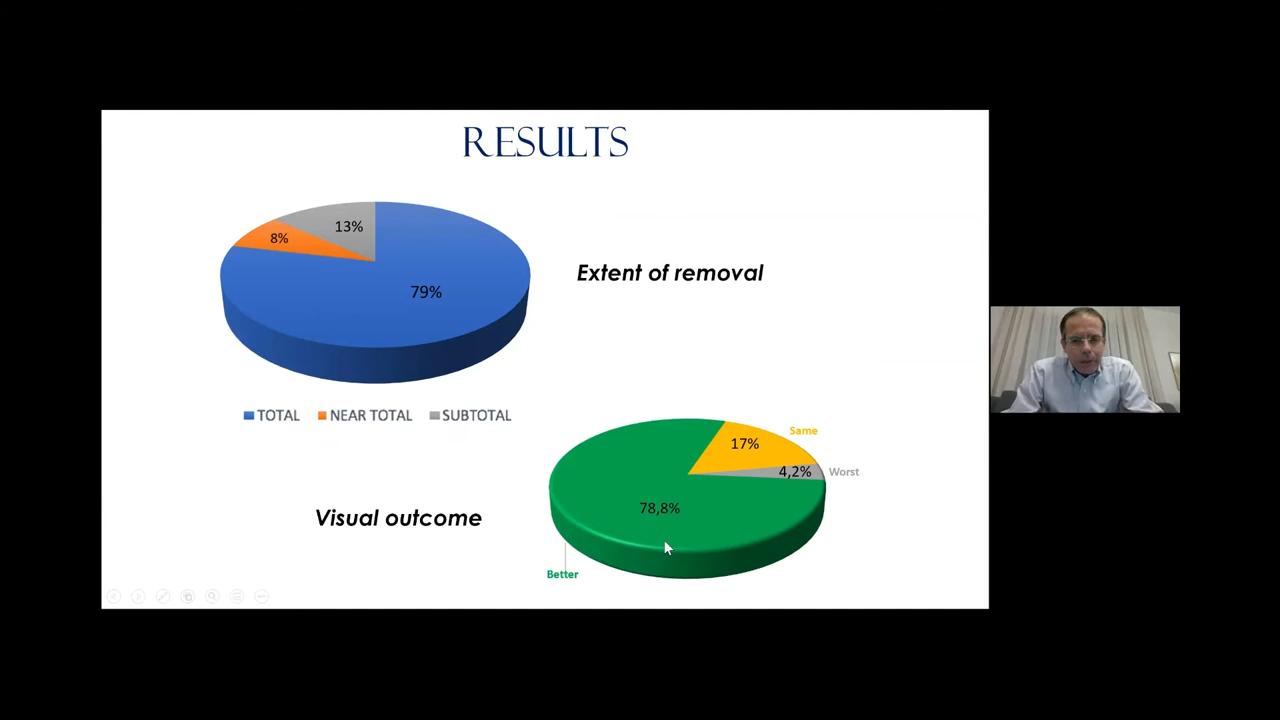 RESULTS
13%
8%
79%
Extent of removal
TOTAL NEAR TOTAL SUBTOTAL
Same
17%
4,2% Worst
78,8%
Visual outcome
Better